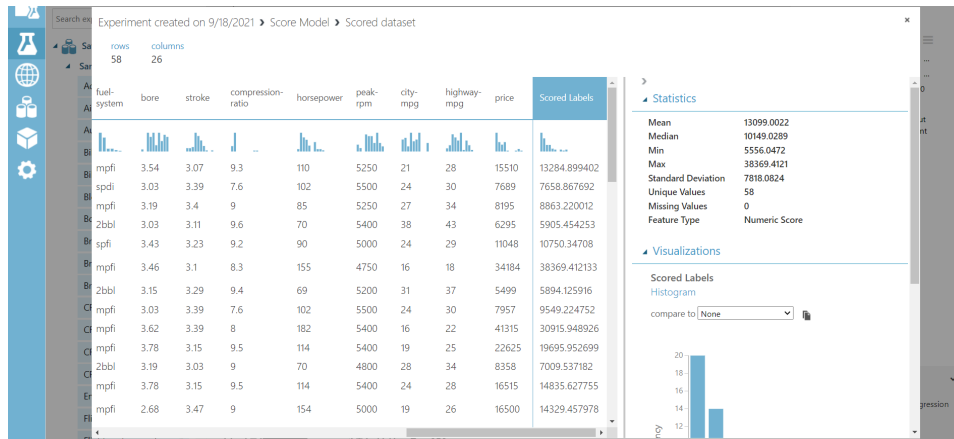 Search exp
Experiment created on 9/18/2021 ❯ Score Model ❯ Scored dataset
×
rows columns
58 26
fuel-system bore stroke compression-ratio horsepower peak-rpm city-mpg highway-mpg price Scored Labels
mpfi 3.54 3.07 9.3 110 5250 21 28 15510 13284.899402
spdi 3.03 3.39 7.6 102 5500 24 30 7689 7658.867692
mpfi 3.19 3.4 9 85 5250 27 34 8195 8863.220012
2bbl 3.03 3.11 9.6 70 5400 38 43 6295 5905.454253
spfi 3.43 3.23 9.2 90 5000 24 29 11048 10750.34708
mpfi 3.46 3.1 8.3 155 4750 16 18 34184 38369.412133
2bbl 3.15 3.29 9.4 69 5200 31 37 5499 5894.125916
mpfi 3.03 3.39 7.6 102 5500 24 30 7957 9549.224752
mpfi 3.62 3.39 8 182 5400 16 22 41315 30915.948926
mpfi 3.78 3.15 9.5 114 5400 19 25 22625 19695.952699
2bbl 3.19 3.03 9 70 4800 28 34 8358 7009.537182
mpfi 3.78 3.15 9.5 114 5400 24 28 16515 14835.627755
mpfi 2.68 3.47 9 154 5000 19 26 16500 14329.457978
Statistics
Mean 13099.0022
Median 10149.0289
Min 5556.0472
Max 38369.4121
Standard Deviation 7818.0824
Unique Values 58
Missing Values 0
Feature Type Numeric Score
Visualizations
Scored Labels
Histogram
compare to None
20
18
16
14
12